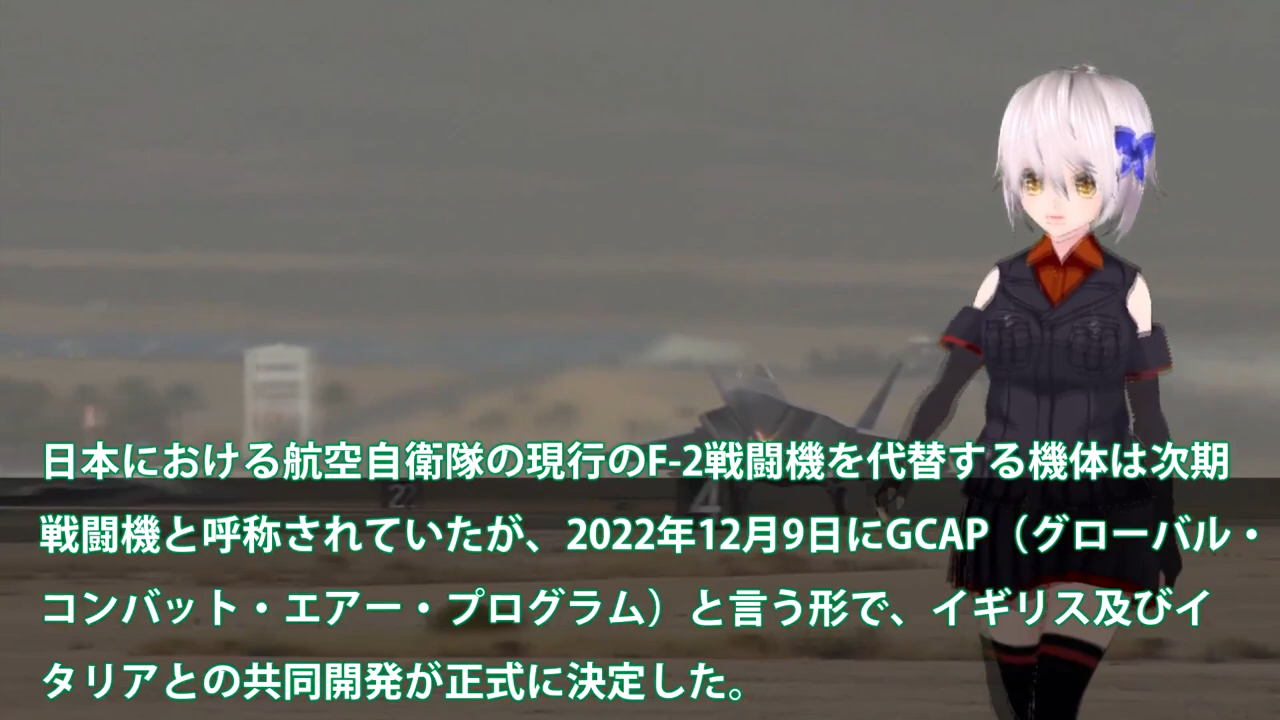 日本における航空自衛隊の現行のF-2戦闘機を代替する機体は次期
戦闘機と呼称されていたが、2022年12月9日にGCAP（グローバル・
コンバット・エアー・プログラム）と言う形で、イギリス及びイ
タリアとの共同開発が正式に決定した。
22
4